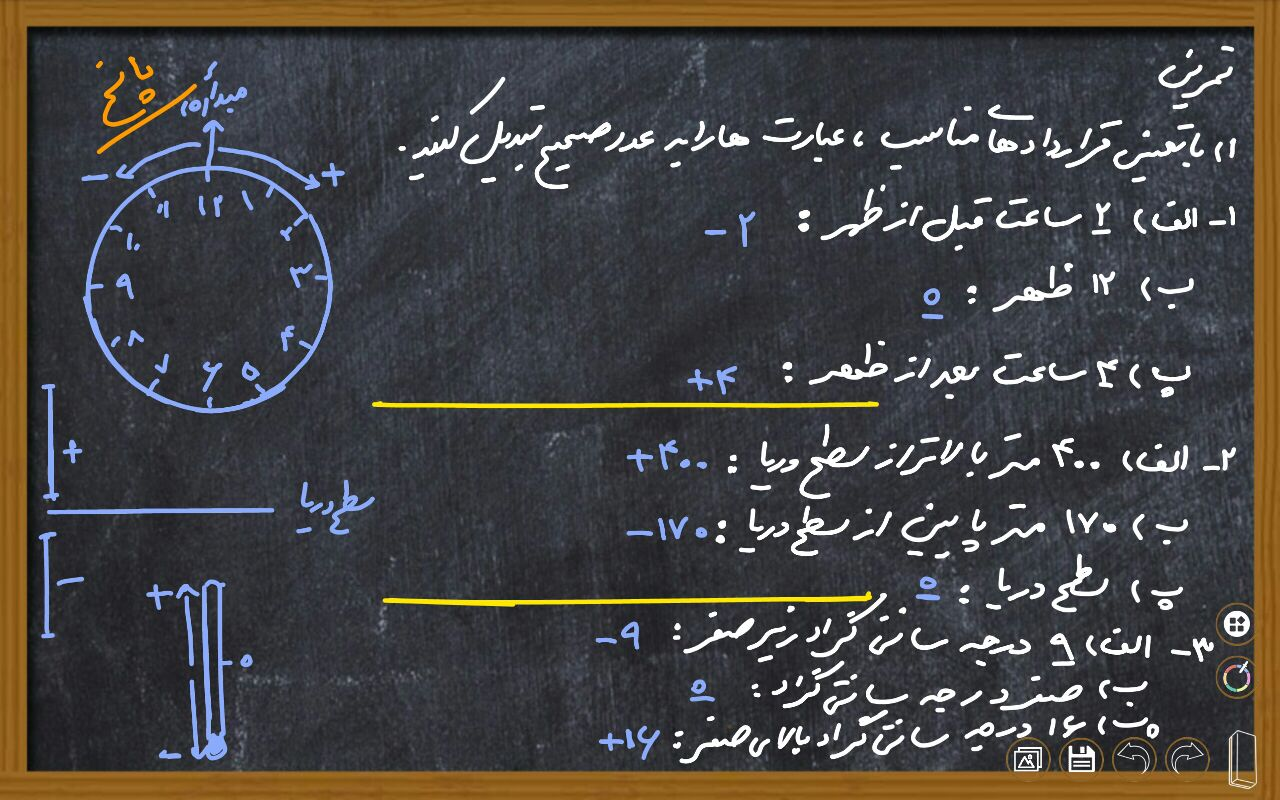 تمرین
۱) با تعیین قراردادهای مناسب، عبارت ها را به عدد صحیح تبدیل کنید.
۱- الف) ۲ ساعت قبل از ظهر: -۲
ب) ۱۲ ظهر: ۰
پ) ۴ ساعت بعد از ظهر: +۴
۲- الف) ۴۰۰ متر بالاتر از سطح دریا: +۴۰۰
ب) ۱۷۰ متر پایین از سطح دریا: -۱۷۰
پ) سطح دریا: ۰
۳- الف) ۹ درجه سانتی گراد زیر صفر: -۹
ب) صفر درجه سانتی گراد: ۰
پ) ۱۶ درجه سانتی گراد بالای صفر: +۱۶
پاسخ
مبدأ (۰)
- +
۱۲
۱
۲
۳
۴
۵
۶
۷
۸
۹
۱۰
۱۱
+
سطح دریا
-
+
۰
-